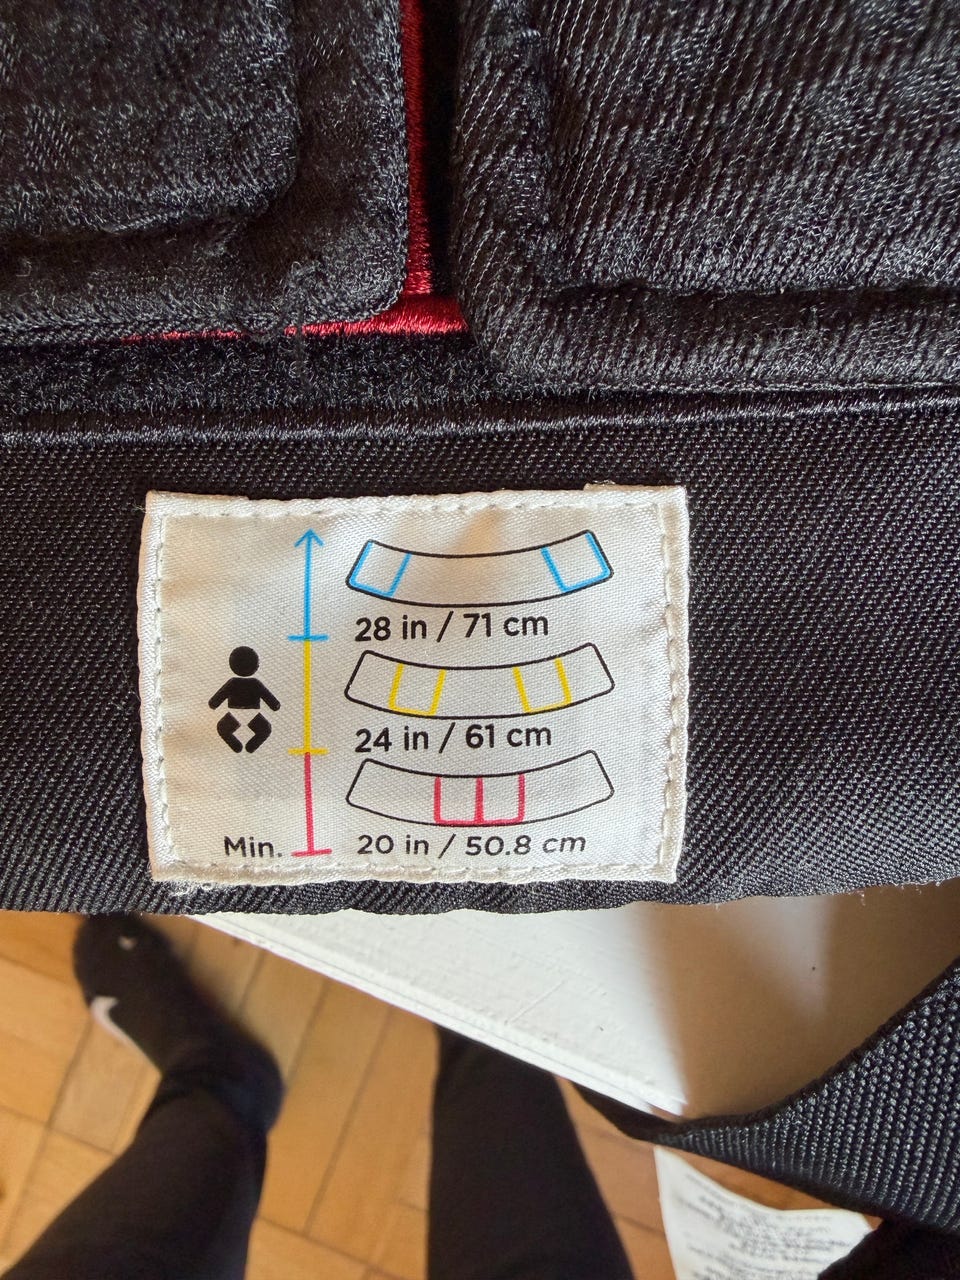 28 in / 71 cm
24 in / 61 cm
Min. 20 in / 50.8 cm